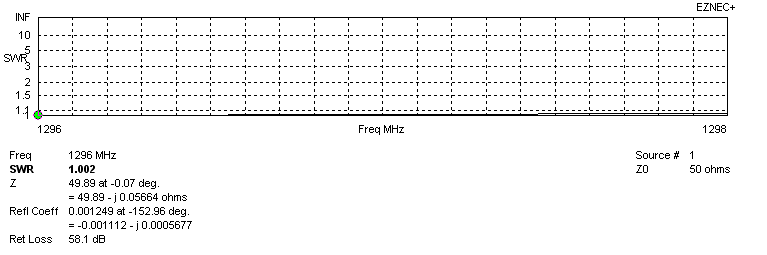 EZNEC+
INF
10
5
SWR
3
2
1.5
1.1
1296 Freq MHz 1298
Freq 1296 MHz Source # 1
SWR 1.002 Z0 50 ohms
Z 49.89 at -0.07 deg.
= 49.89 - j 0.05664 ohms
Refl Coeff 0.001249 at -152.96 deg.
= -0.001112 - j 0.0005677
Ret Loss 58.1 dB